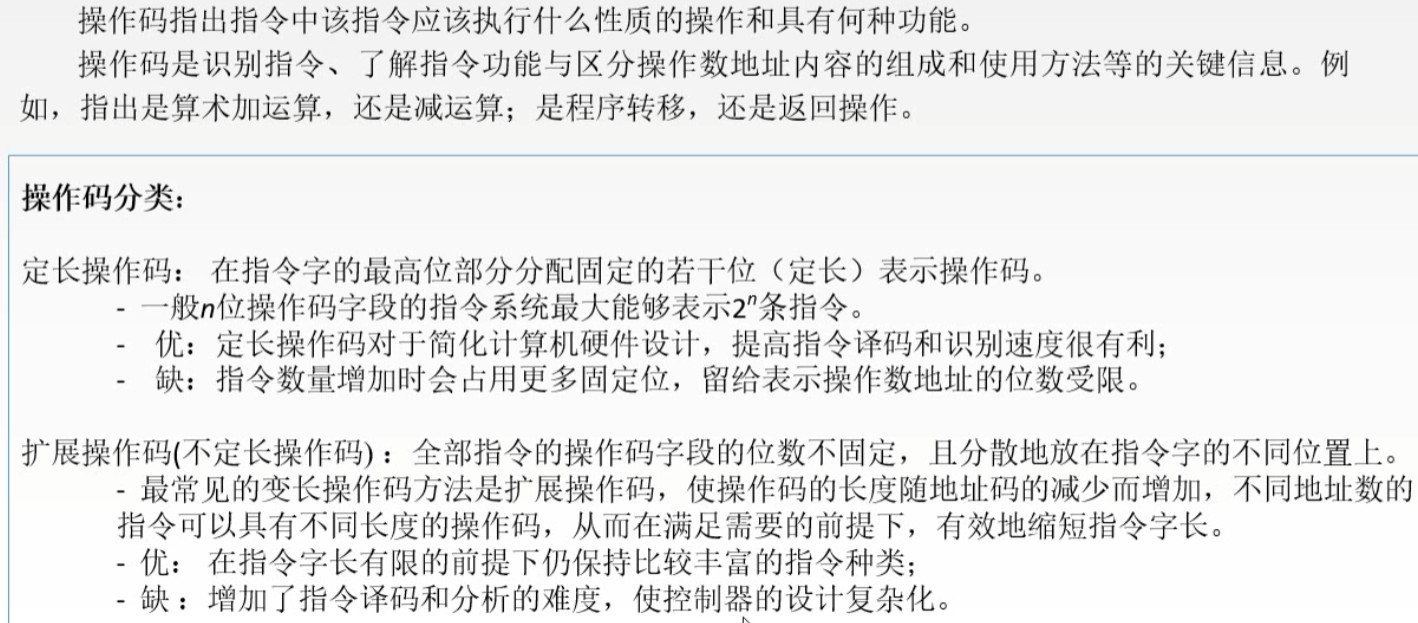 操作码指出指令中该指令应该执行什么性质的操作和具有何种功能。
操作码是识别指令、了解指令功能与区分操作数地址内容的组成和使用方法等的关键信息。例
如，指出是算术加运算，还是减运算；是程序转移，还是返回操作。
操作码分类：
定长操作码： 在指令字的最高位部分分配固定的若干位（定长）表示操作码。
- 一般n位操作码字段的指令系统最大能够表示2ⁿ条指令。
- 优：定长操作码对于简化计算机硬件设计，提高指令译码和识别速度很有利；
- 缺：指令数量增加时会占用更多固定位，留给表示操作数地址的位数受限。
扩展操作码(不定长操作码)：全部指令的操作码字段的位数不固定，且分散地放在指令字的不同位置上。
- 最常见的变长操作码方法是扩展操作码，使操作码的长度随地址码的减少而增加，不同地址数的
指令可以具有不同长度的操作码，从而在满足需要的前提下，有效地缩短指令字长。
- 优： 在指令字长有限的前提下仍保持比较丰富的指令种类；
- 缺：增加了指令译码和分析的难度，使控制器的设计复杂化。